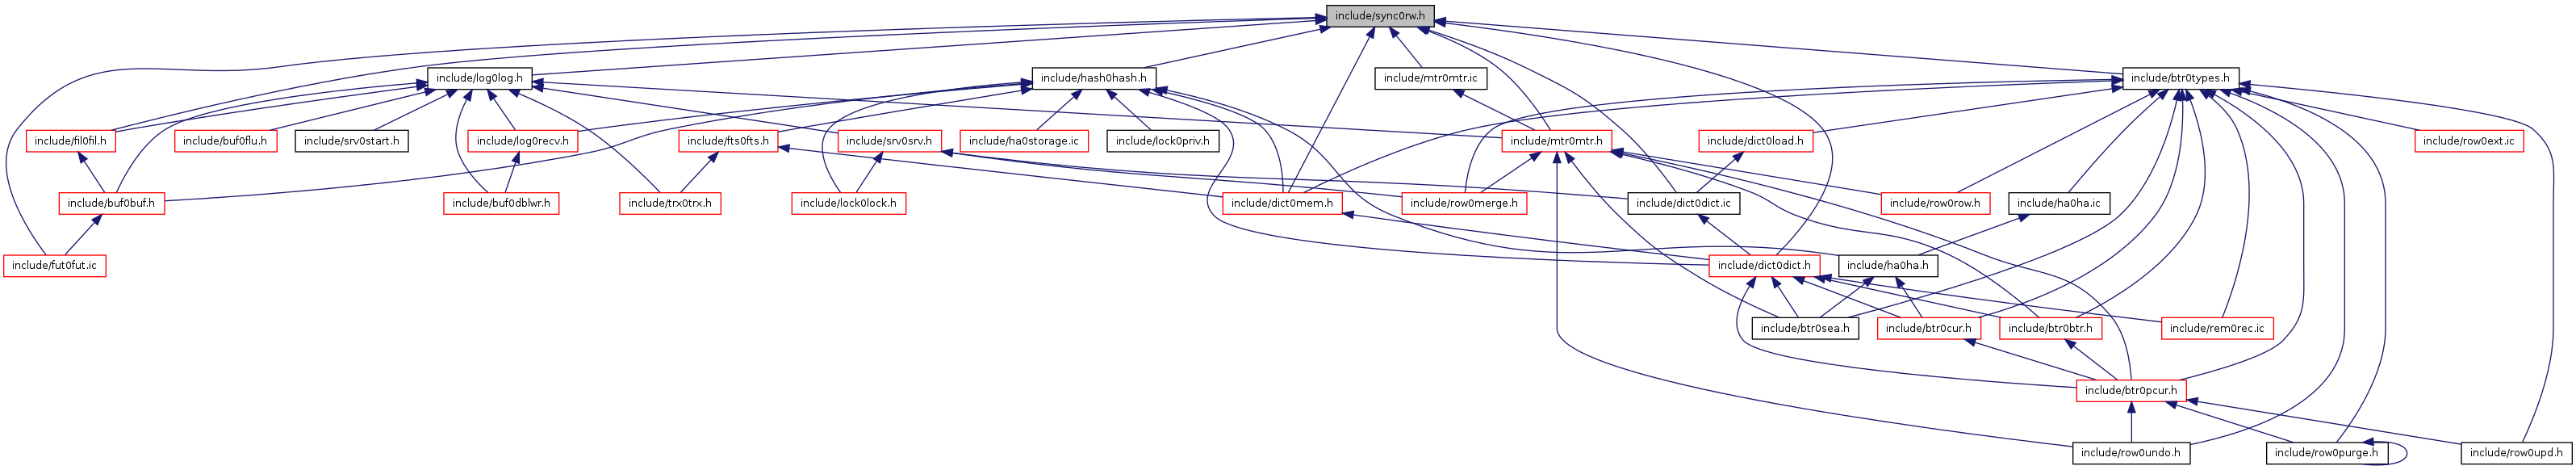 include/sync0rw.h
include/log0log.h
include/hash0hash.h
include/mtr0mtr.ic
include/btr0types.h
include/fil0fil.h
include/buf0flu.h
include/srv0start.h
include/log0recv.h
include/fts0fts.h
include/srv0srv.h
include/ha0storage.ic
include/lock0priv.h
include/mtr0mtr.h
include/dict0load.h
include/row0ext.ic
include/buf0buf.h
include/buf0dblwr.h
include/trx0trx.h
include/lock0lock.h
include/dict0mem.h
include/row0merge.h
include/dict0dict.ic
include/row0row.h
include/ha0ha.ic
include/fut0fut.ic
include/dict0dict.h
include/ha0ha.h
include/btr0sea.h
include/btr0cur.h
include/btr0btr.h
include/rem0rec.ic
include/btr0pcur.h
include/row0undo.h
include/row0purge.h
include/row0upd.h